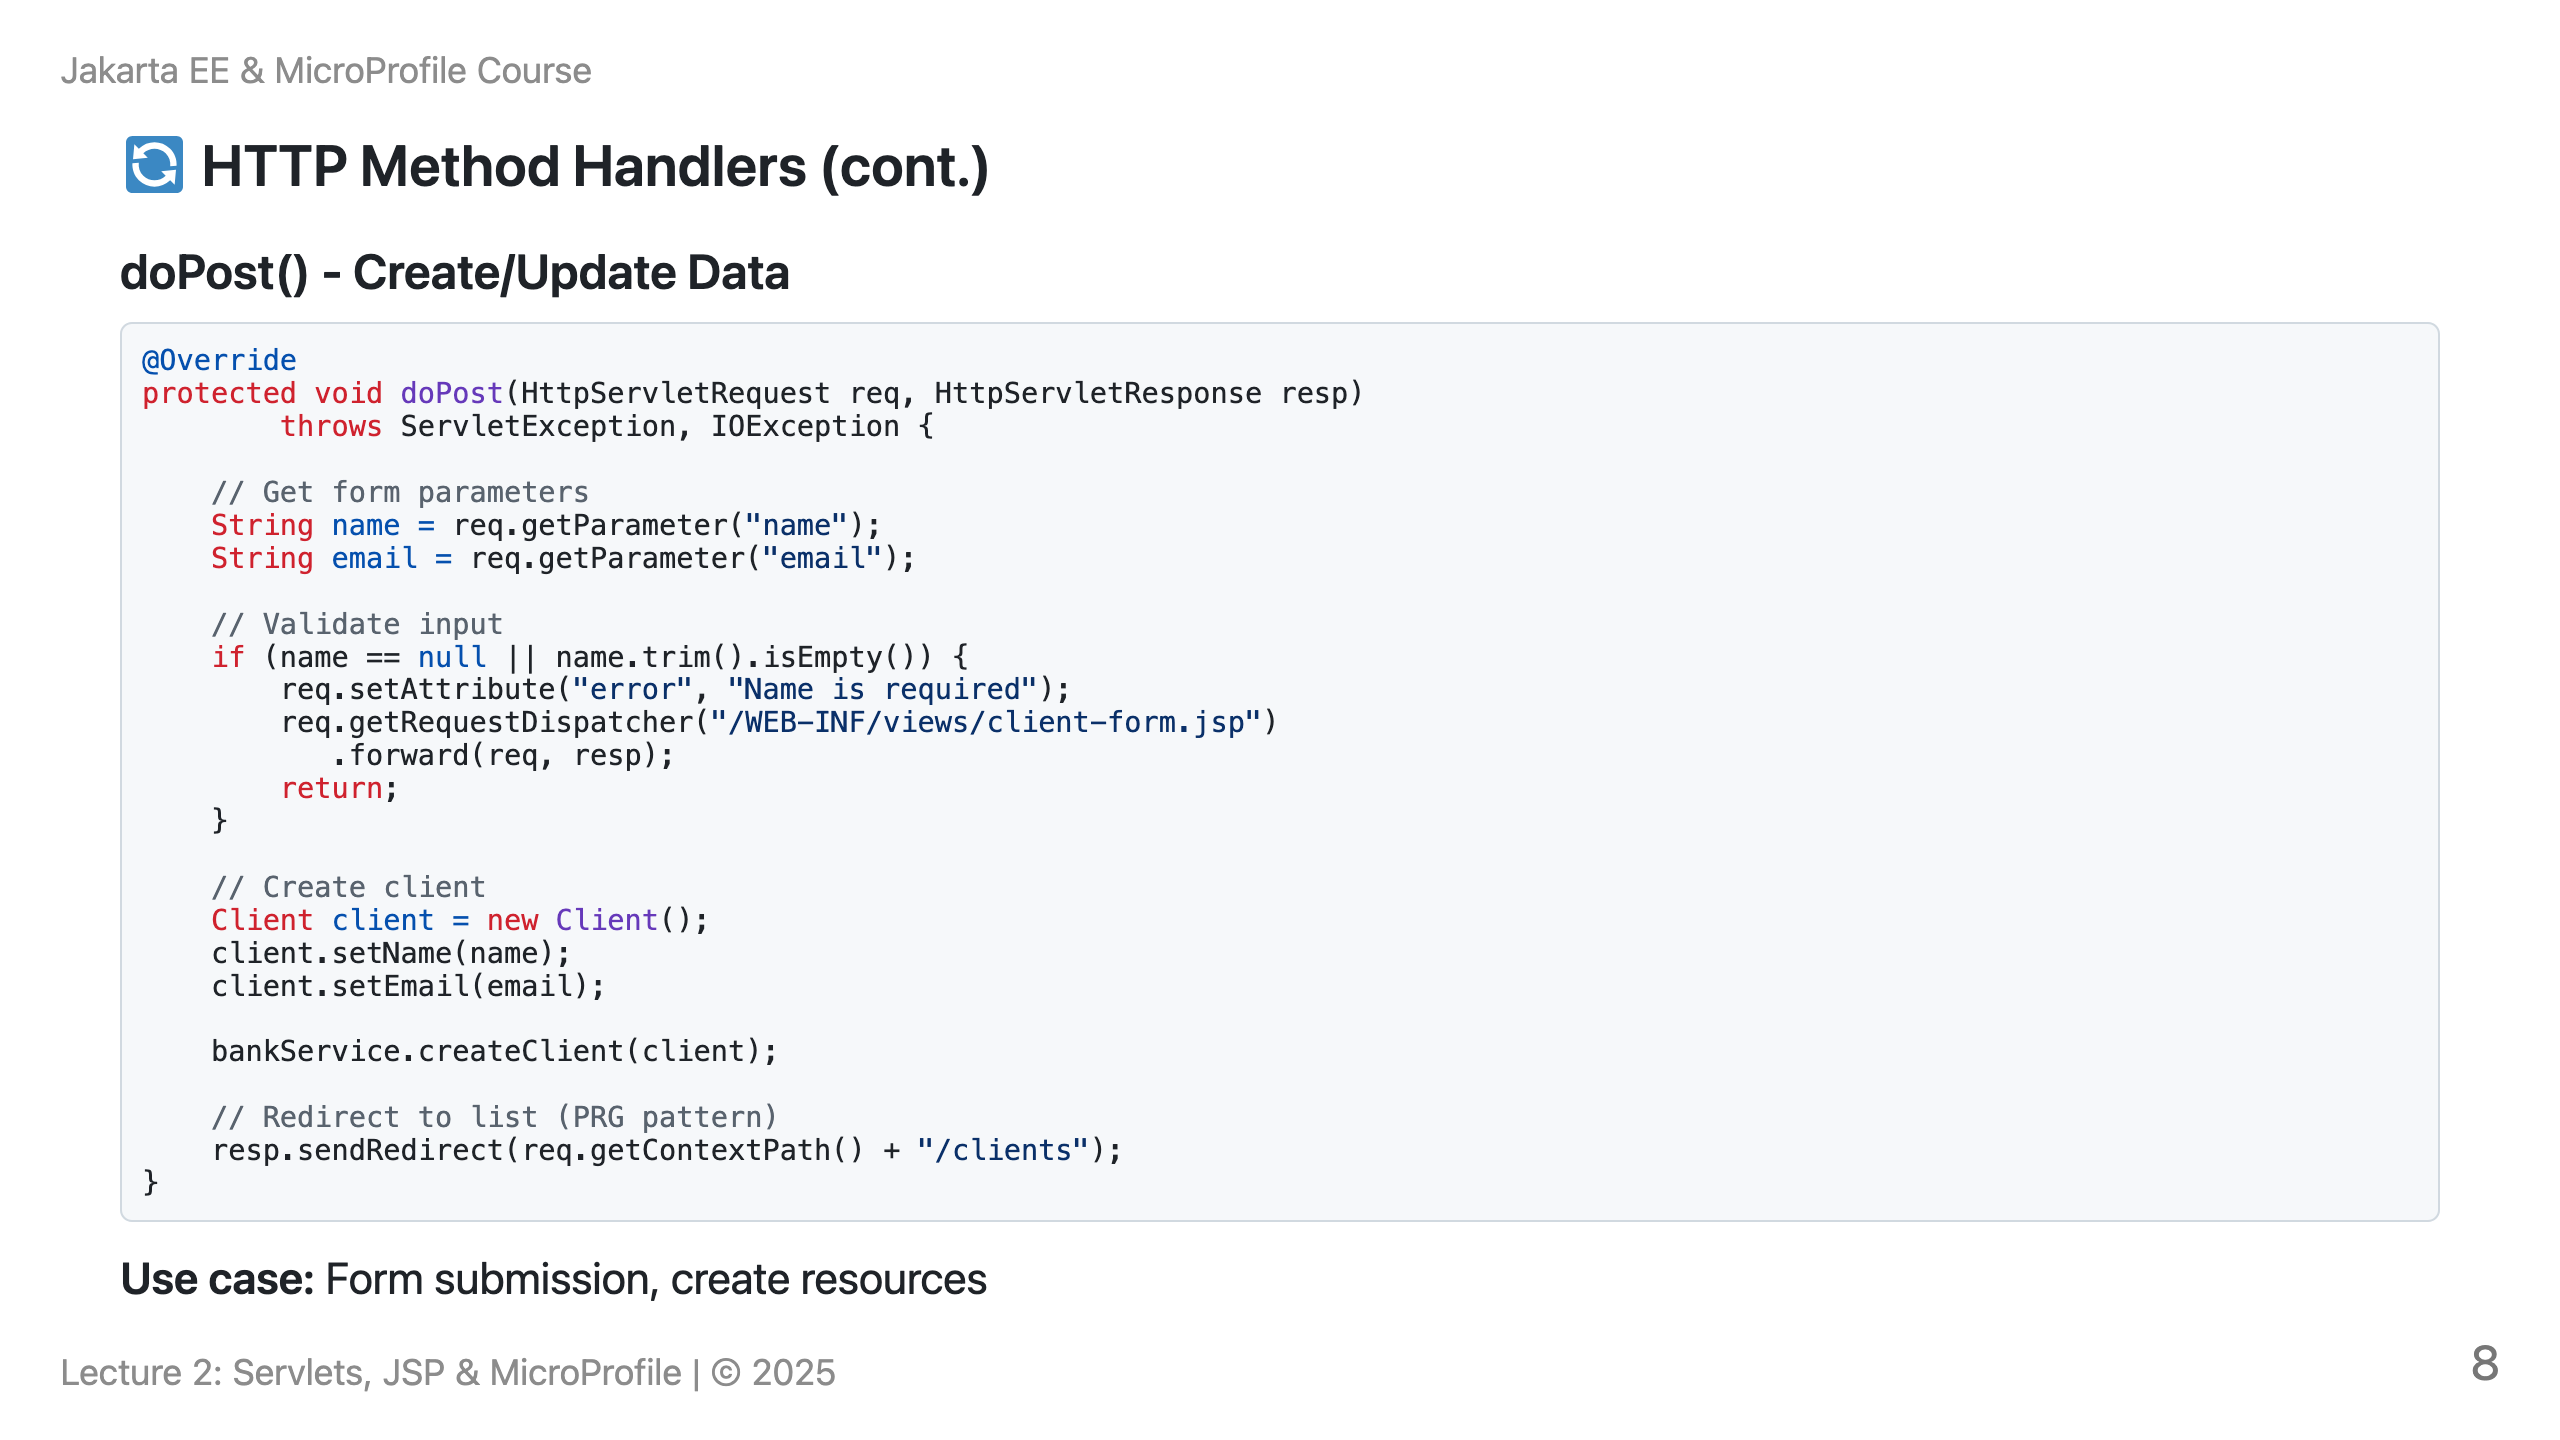 Jakarta EE & MicroProfile Course
🔄 HTTP Method Handlers (cont.)
doPost() - Create/Update Data
@Override
protected void doPost(HttpServletRequest req, HttpServletResponse resp)
        throws ServletException, IOException {
    // Get form parameters
    String name = req.getParameter("name");
    String email = req.getParameter("email");
    // Validate input
    if (name == null || name.trim().isEmpty()) {
        req.setAttribute("error", "Name is required");
        req.getRequestDispatcher("/WEB-INF/views/client-form.jsp")
           .forward(req, resp);
        return;
    }
    // Create client
    Client client = new Client();
    client.setName(name);
    client.setEmail(email);
    bankService.createClient(client);
    // Redirect to list (PRG pattern)
    resp.sendRedirect(req.getContextPath() + "/clients");
}
Use case: Form submission, create resources
Lecture 2: Servlets, JSP & MicroProfile | © 2025
8